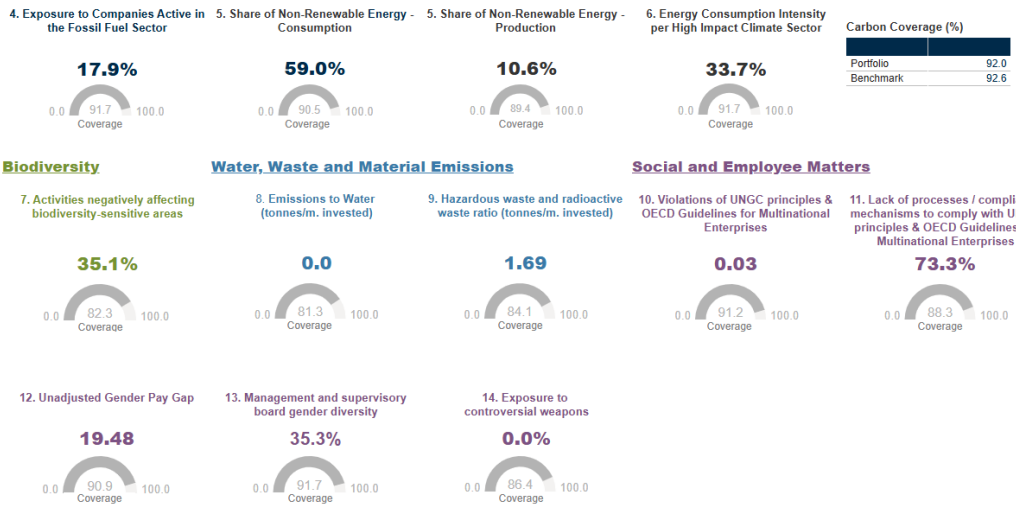 4. Exposure to Companies Active in
the Fossil Fuel Sector
17.9%
0.0 91.7 100.0
Coverage
5. Share of Non-Renewable Energy -
Consumption
59.0%
0.0 90.5 100.0
Coverage
5. Share of Non-Renewable Energy -
Production
10.6%
0.0 89.4 100.0
Coverage
6. Energy Consumption Intensity
per High Impact Climate Sector
33.7%
0.0 91.7 100.0
Coverage
Carbon Coverage (%)
Portfolio 92.0
Benchmark 92.6
Biodiversity
7. Activities negatively affecting
biodiversity-sensitive areas
35.1%
0.0 82.3 100.0
Coverage
Water, Waste and Material Emissions
8. Emissions to Water
(tonnes/m. invested)
0.0
0.0 81.3 100.0
Coverage
9. Hazardous waste and radioactive
waste ratio (tonnes/m. invested)
1.69
0.0 84.1 100.0
Coverage
Social and Employee Matters
10. Violations of UNGC principles &
OECD Guidelines for Multinational
Enterprises
0.03
0.0 91.2 100.0
Coverage
11. Lack of processes / compli
mechanisms to comply with U
principles & OECD Guidelines
Multinational Enterprises
73.3%
0.0 88.3 100.0
Coverage
12. Unadjusted Gender Pay Gap
19.48
0.0 90.9 100.0
Coverage
13. Management and supervisory
board gender diversity
35.3%
0.0 91.7 100.0
Coverage
14. Exposure to
controversial weapons
0.0%
0.0 86.4 100.0
Coverage